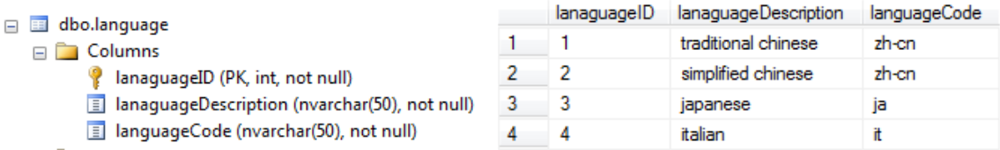 dbo.language
Columns
lanaguageID (PK, int, not null)
lanaguageDescription (nvarchar(50), not null)
languageCode (nvarchar(50), not null)
lanaguageID lanaguageDescription languageCode
1 1 traditional chinese zh-cn
2 2 simplified chinese zh-cn
3 3 japanese ja
4 4 italian it